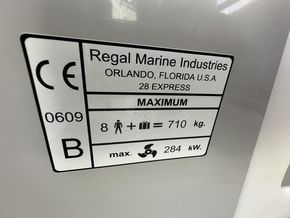 CE
Regal Marine Industries
ORLANDO, FLORIDA U.S.A
28 EXPRESS
MAXIMUM
0609
8 + = 710 kg.
B
max. 284 kW.